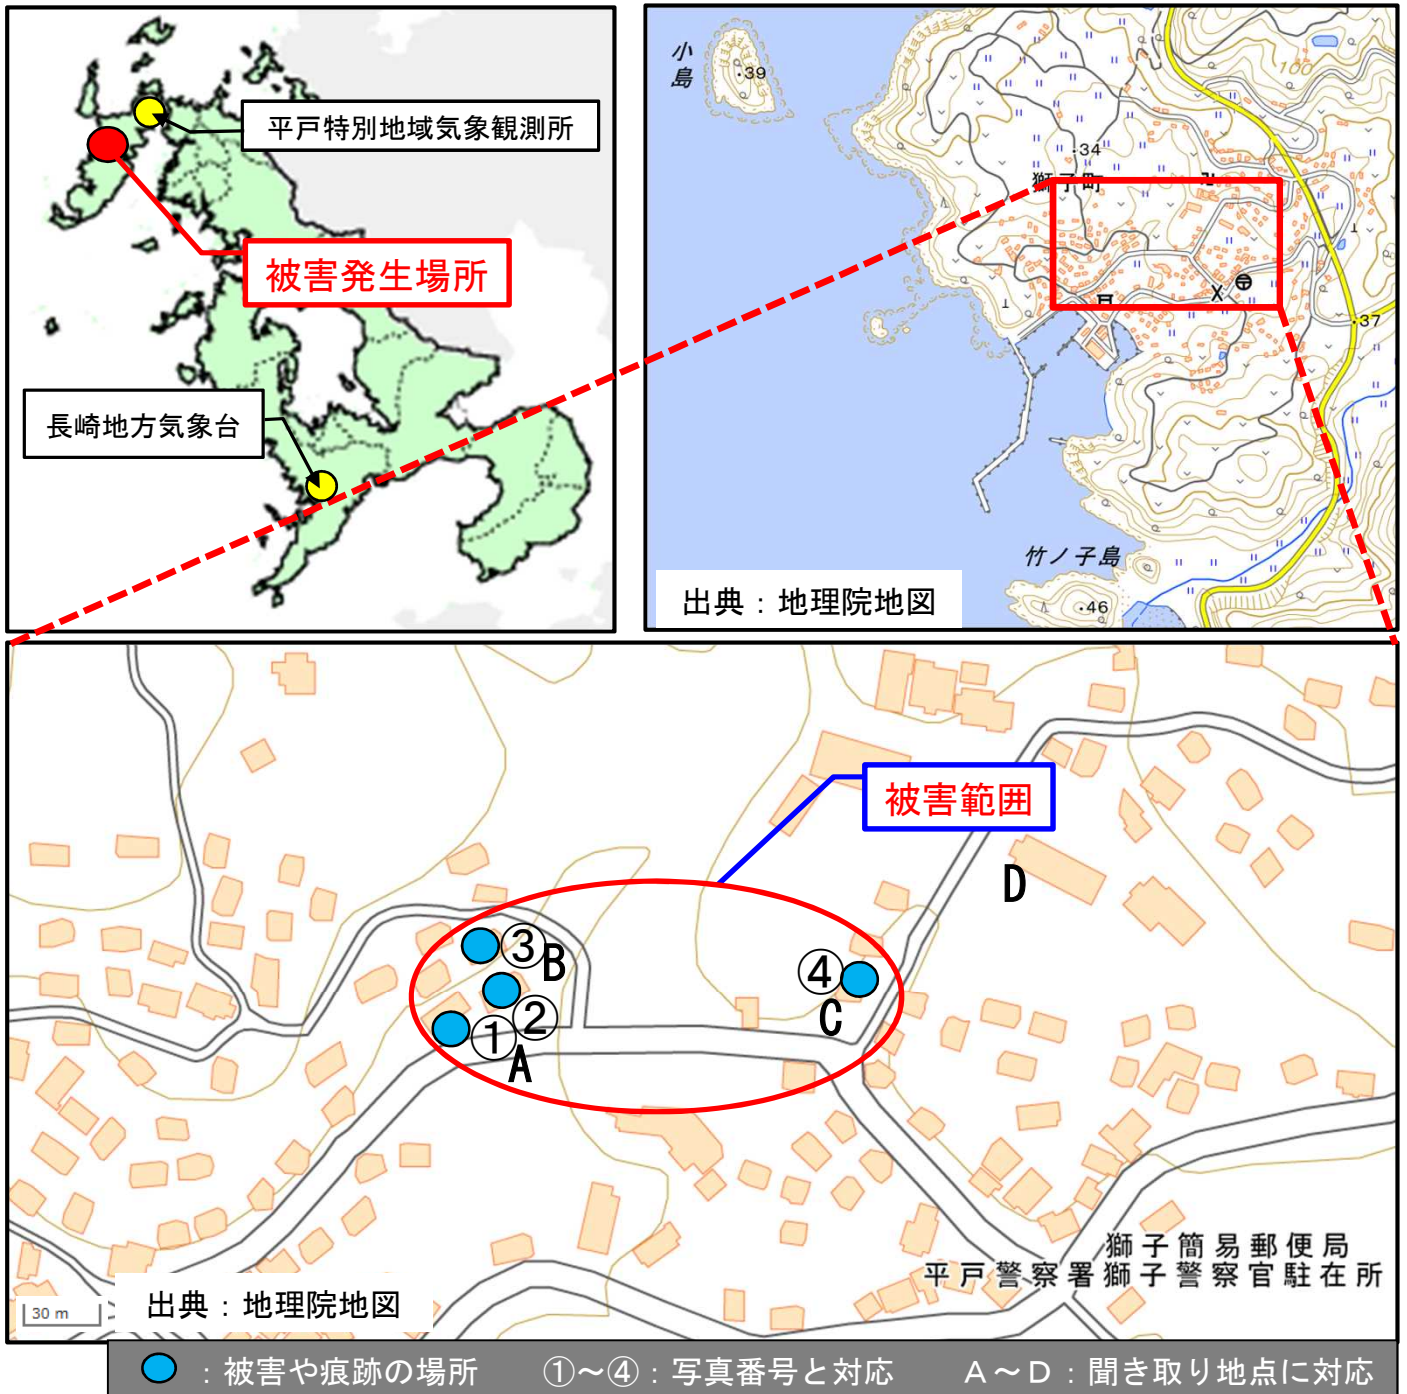 平戸特別地域気象観測所
被害発生場所
長崎地方気象台
小島
・39
100
・34
獅子町
・37
竹ノ子島
・46
出典：地理院地図
被害範囲
D
③
B
④
②
C
①
A
獅子簡易郵便局
平戸警察署獅子警察官駐在所
30 m
出典：地理院地図
：被害や痕跡の場所 ①～④：写真番号と対応 A～D：聞き取り地点に対応